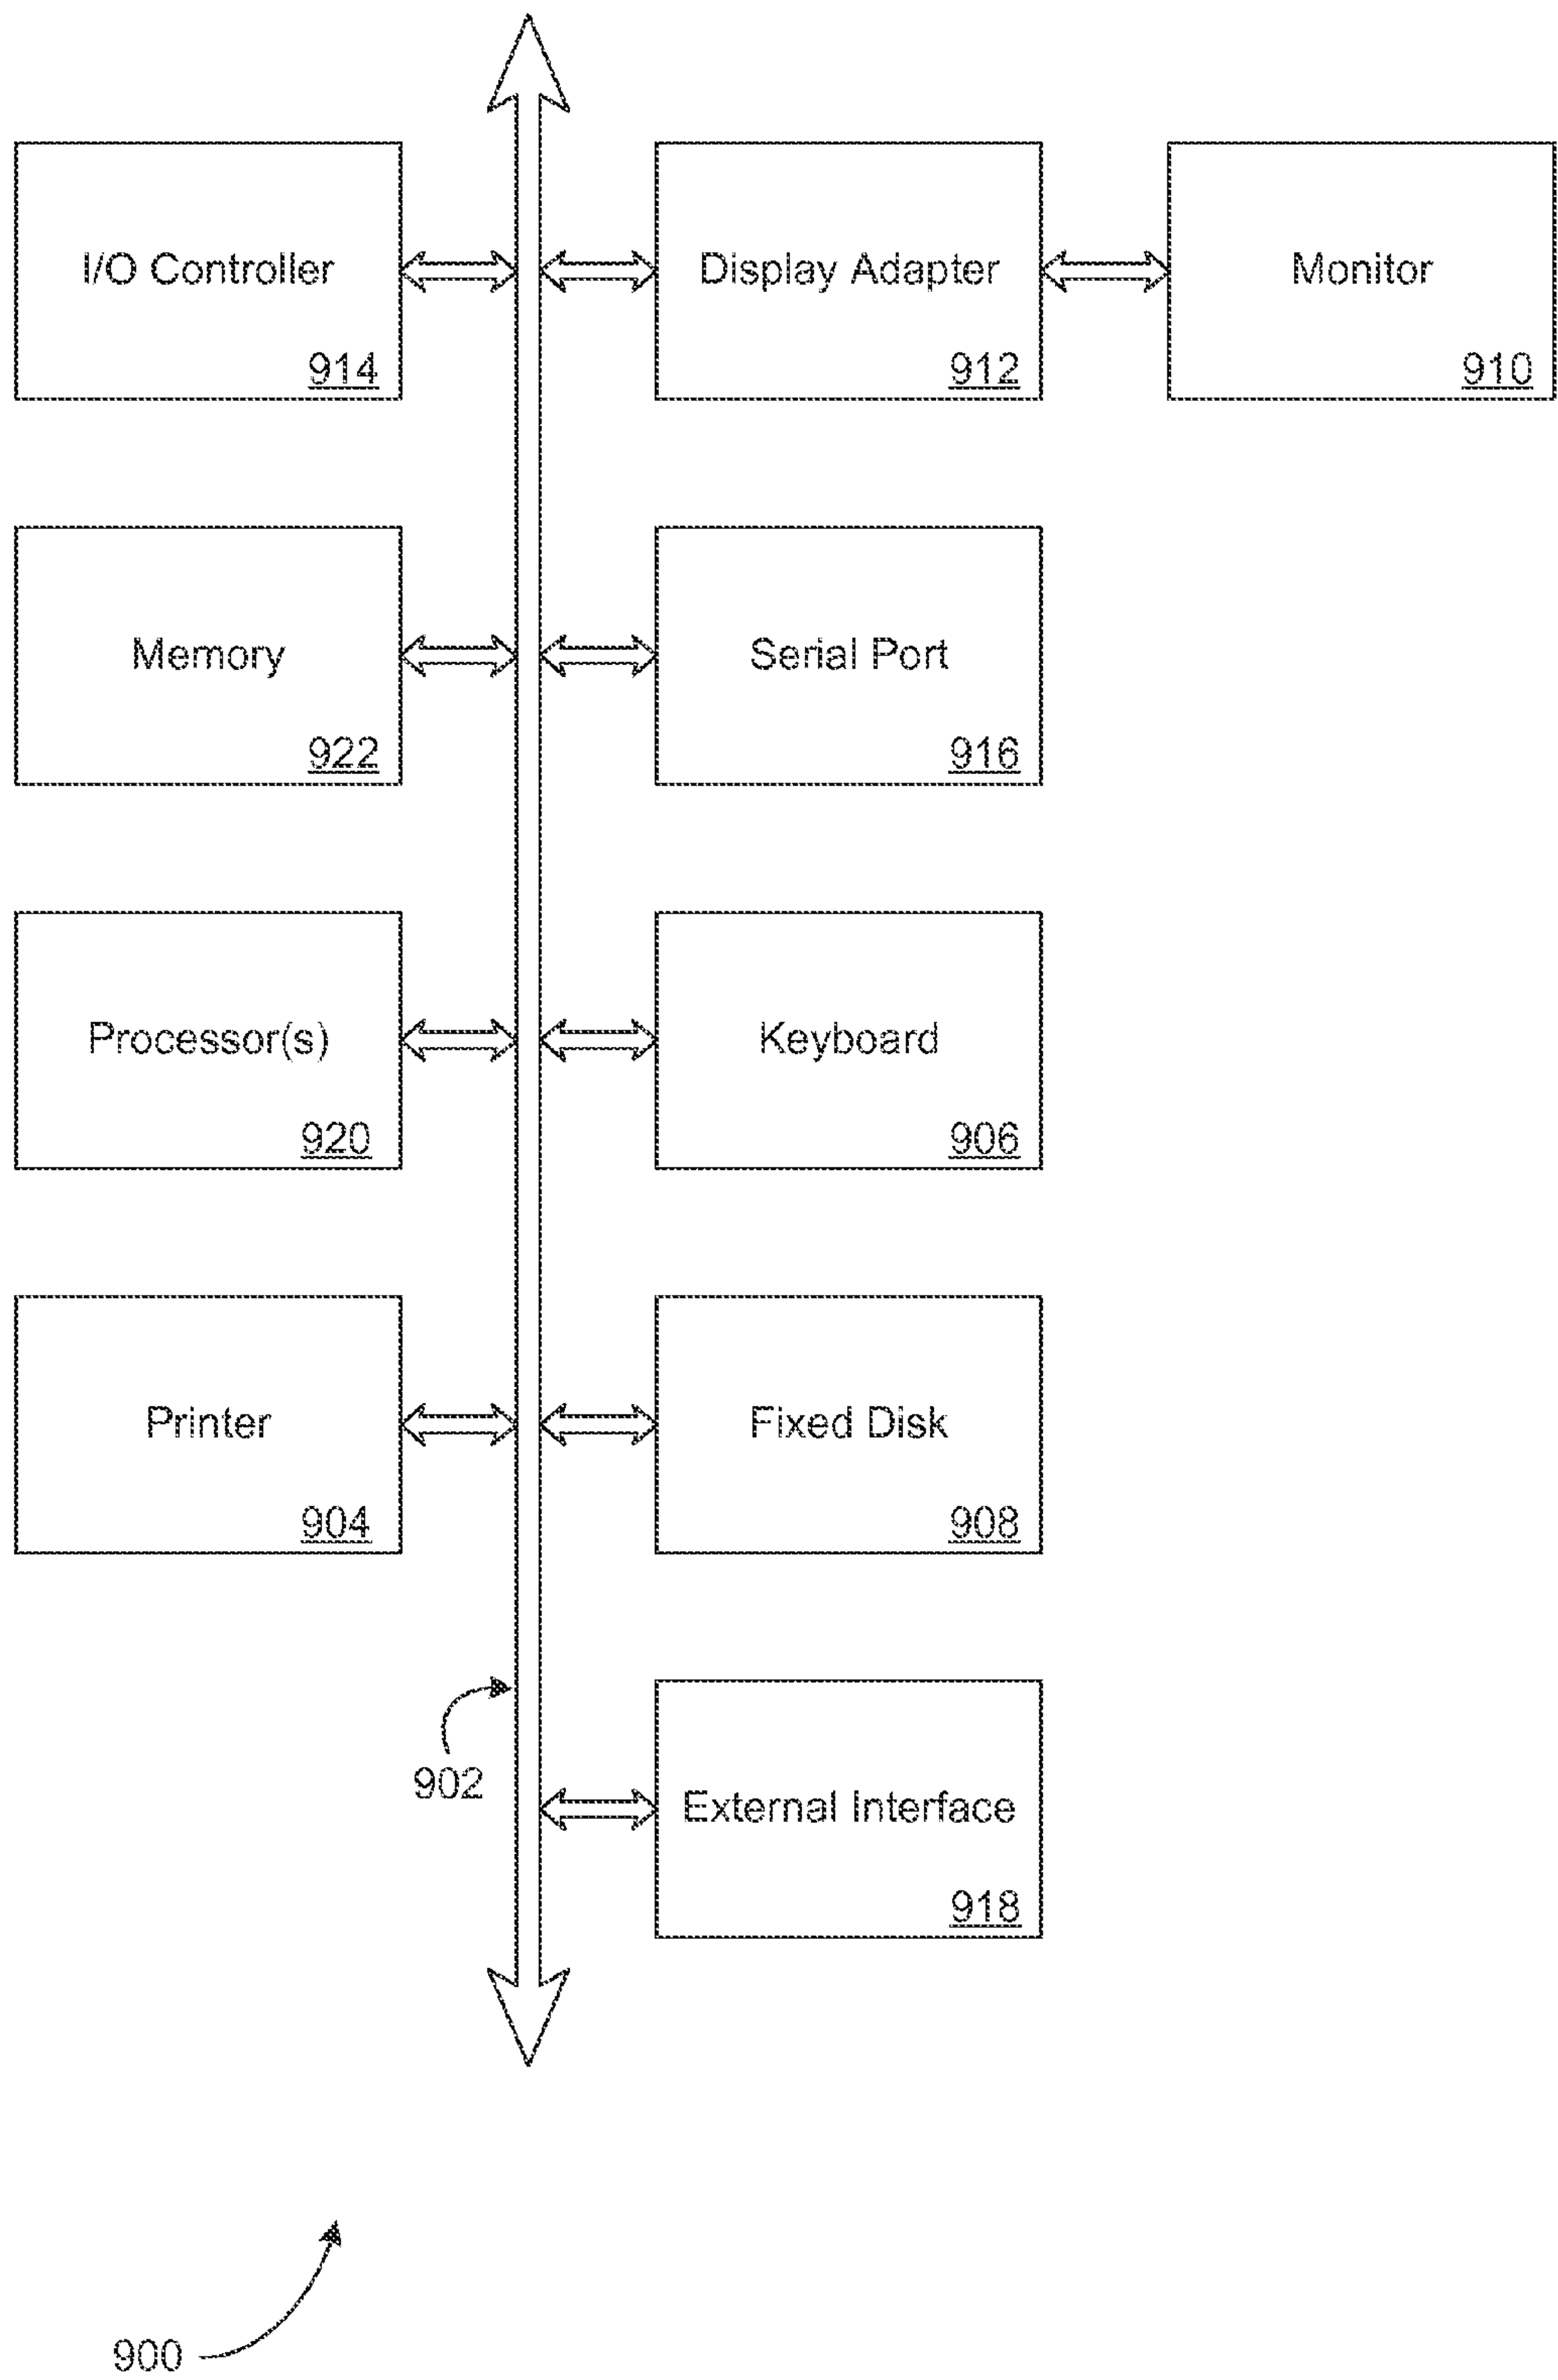 I/O Controller
914
Display Adapter
912
Monitor
910
Memory
922
Serial Port
916
Processor(s)
920
Keyboard
906
Printer
904
Fixed Disk
908
902
External Interface
918
900